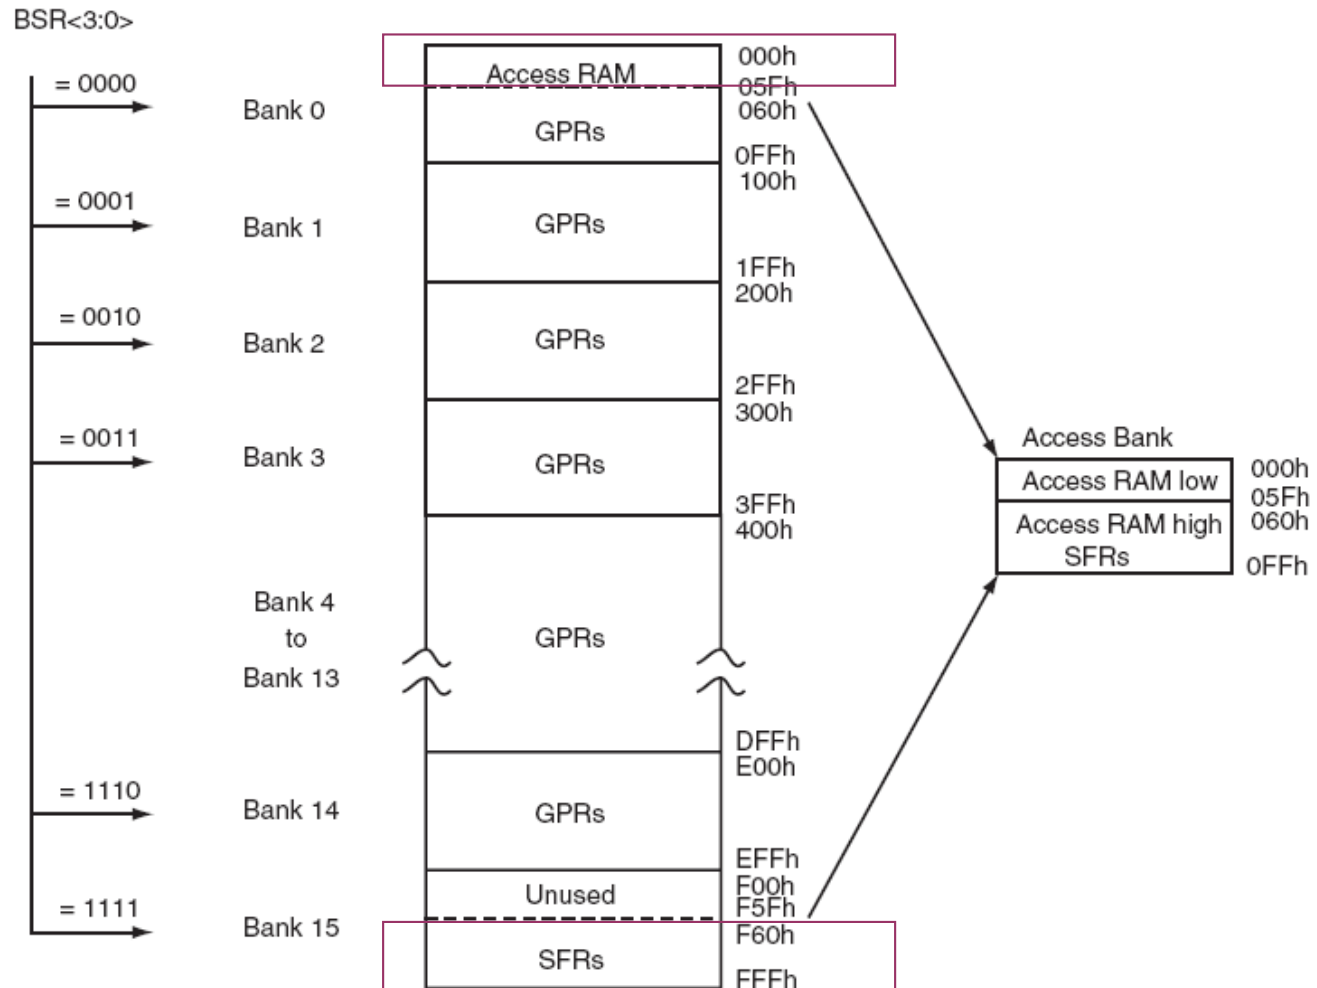 BSR<3:0>
= 0000
Bank 0
Access RAM
000h
05Fh
060h
GPRs
0FFh
= 0001
Bank 1
100h
GPRs
1FFh
= 0010
Bank 2
200h
GPRs
2FFh
= 0011
Bank 3
300h
GPRs
3FFh
400h
Bank 4
to
Bank 13
GPRs
DFFh
= 1110
Bank 14
E00h
GPRs
EFFh
= 1111
Bank 15
F00h
Unused
F5Fh
F60h
SFRs
FFFh
Access Bank
Access RAM low
000h
05Fh
Access RAM high
060h
SFRs
0FFh